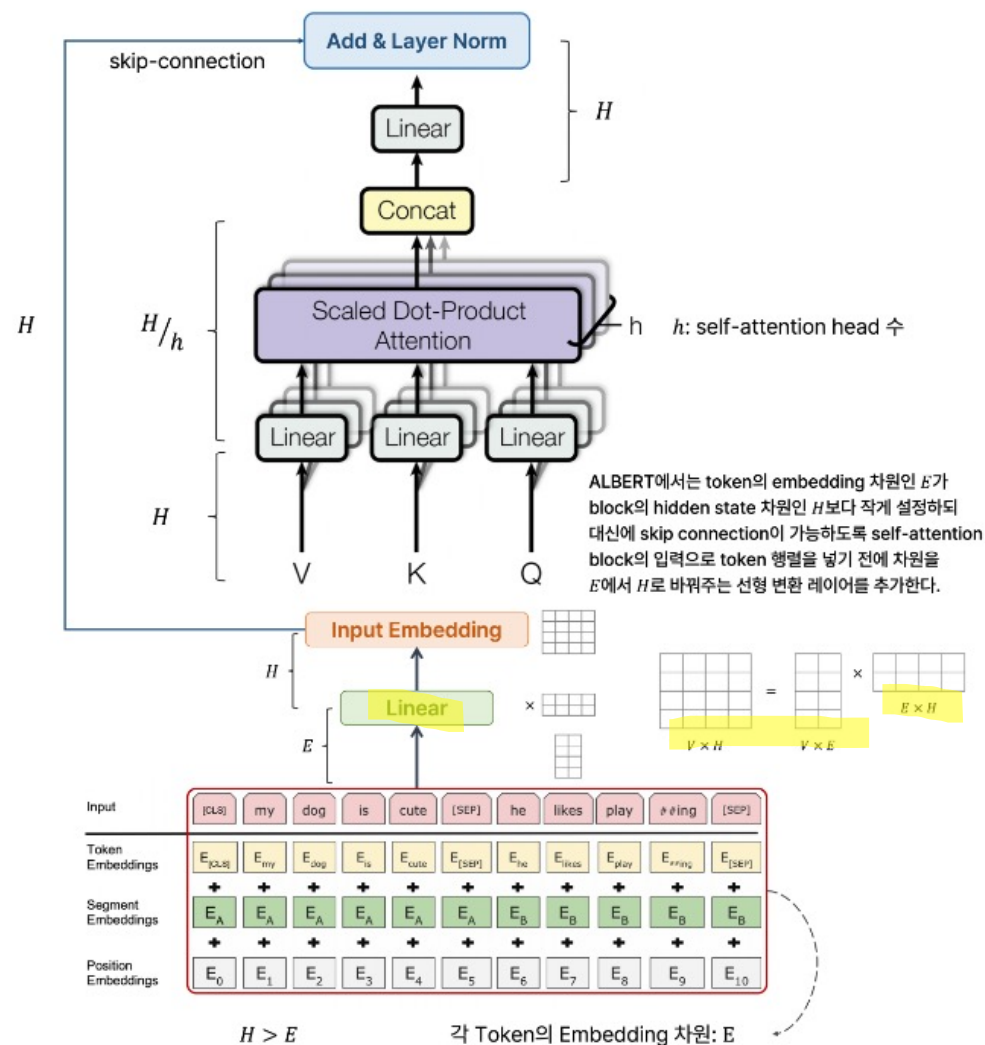 Add & Layer Norm
skip-connection
H
Linear
Concat
H
H/h
Scaled Dot-Product
Attention
h
h: self-attention head 수
Linear
Linear
Linear
H
V
K
Q
ALBERT에서는 token의 embedding 차원인 E가
block의 hidden state 차원인 H보다 작게 설정하되
대신에 skip connection이 가능하도록 self-attention
block의 입력으로 token 행렬을 넣기 전에 차원을
E에서 H로 바꿔주는 선형 변환 레이어를 추가한다.
Input Embedding
H
Linear
×
=
×
E × H
V × H
V × E
E
Input [CLS] my dog is cute [SEP] he likes play ##ing [SEP]
Token
Embeddings
E[CLS] Emy Edog Eis Ecute E[SEP] Ehe Elikes Eplay E##ing E[SEP]
+ + + + + + + + + + +
Segment
Embeddings
EA EA EA EA EA EA EB EB EB EB EB
+ + + + + + + + + + +
Position
Embeddings
E0 E1 E2 E3 E4 E5 E6 E7 E8 E9 E10
H > E
각 Token의 Embedding 차원: E